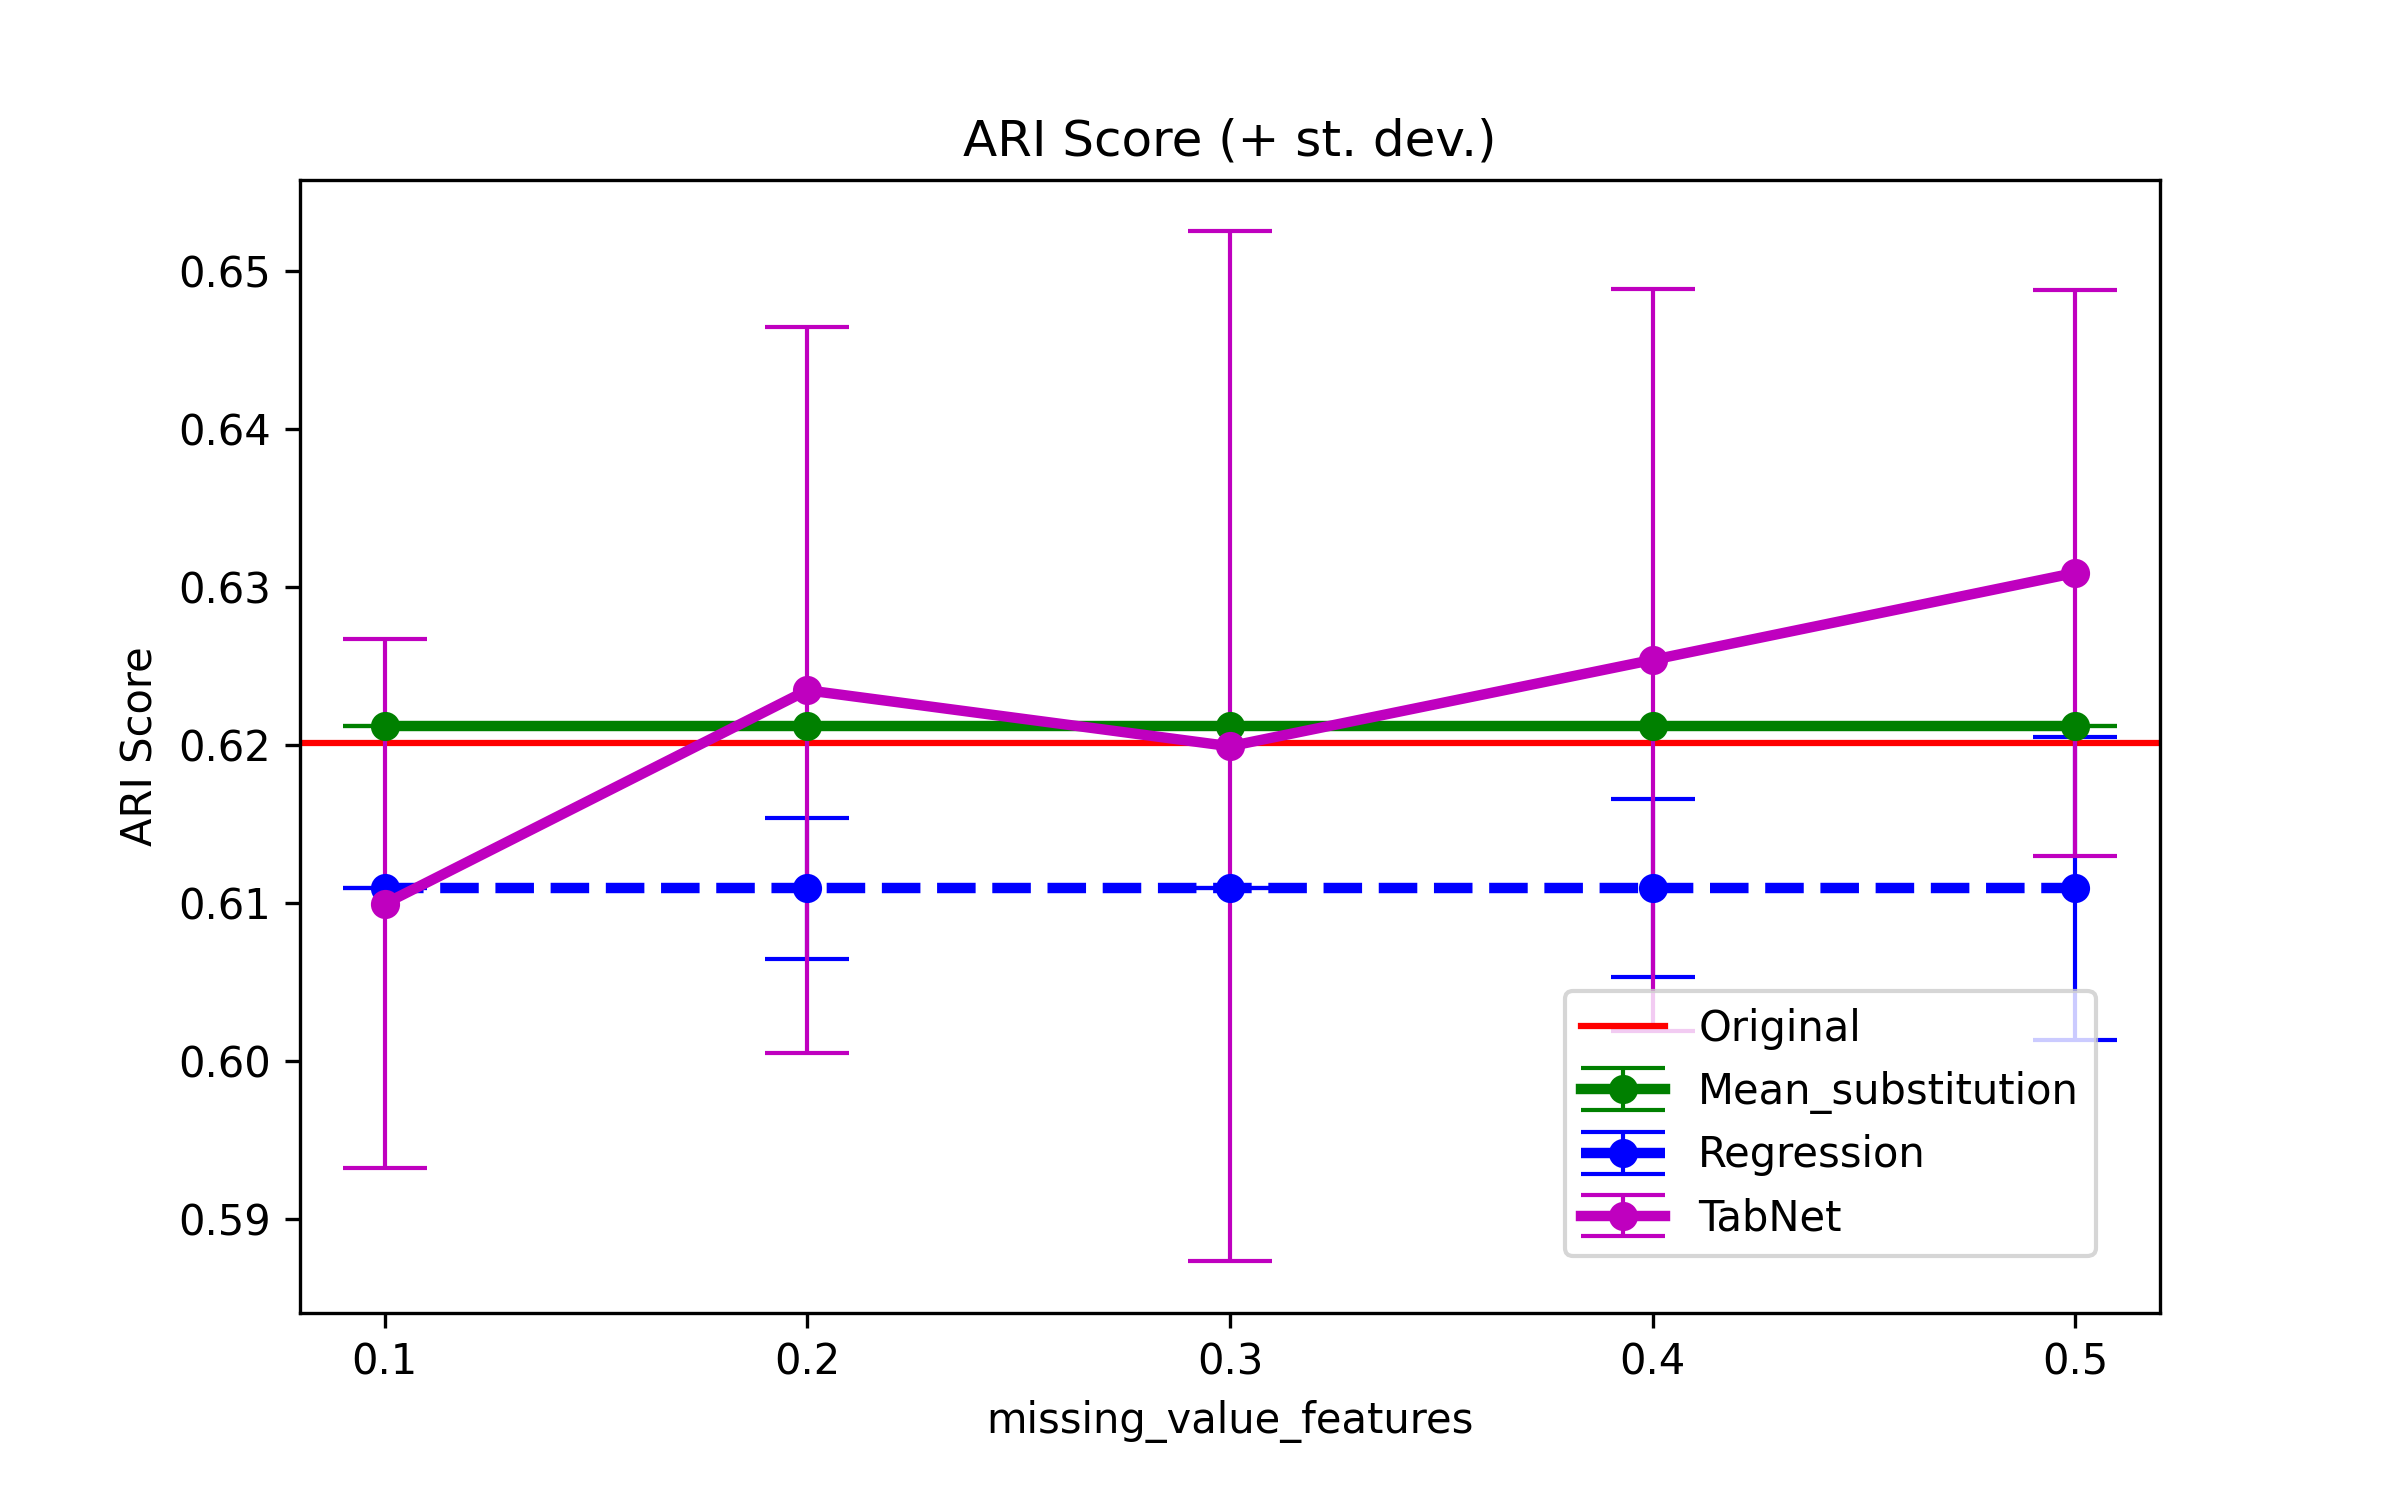 ARI Score (+ st. dev.)
0.65
0.64
0.63
0.62
0.61
0.60
0.59
ARI Score
Original
Mean_substitution
Regression
TabNet
0.1 0.2 0.3 0.4 0.5
missing_value_features